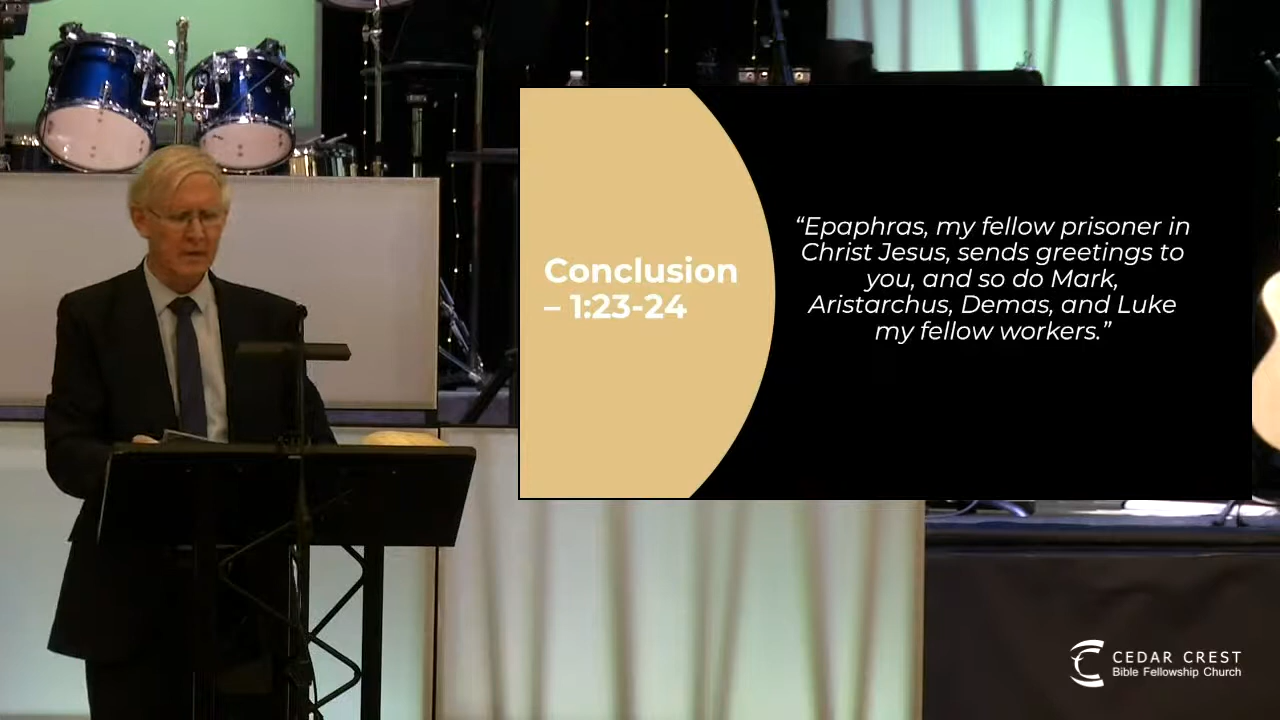 Conclusion
– 1:23-24
“Epaphras, my fellow prisoner in
Christ Jesus, sends greetings to
you, and so do Mark,
Aristarchus, Demas, and Luke
my fellow workers.”
CEDAR CREST
Bible Fellowship Church